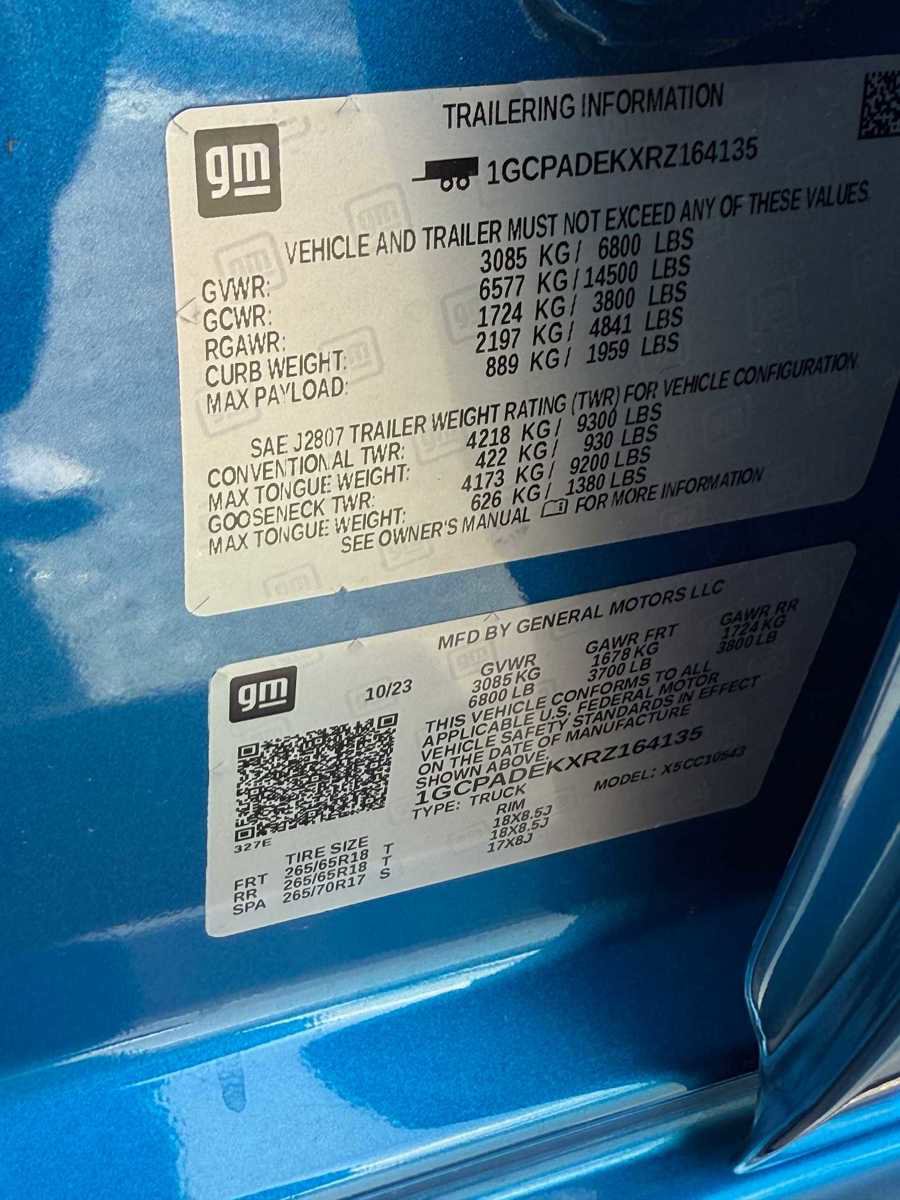 gm
TRAILERING INFORMATION
1GCPADEKXRZ164135
VEHICLE AND TRAILER MUST NOT EXCEED ANY OF THESE VALUES.
GVWR: 3085 KG/ 6800 LBS
GCWR: 6577 KG/14500 LBS
RGAWR: 1724 KG/ 3800 LBS
CURB WEIGHT: 2197 KG/ 4841 LBS
MAX PAYLOAD: 889 KG/ 1959 LBS
SAE J2807 TRAILER WEIGHT RATING (TWR) FOR VEHICLE CONFIGURATION.
CONVENTIONAL TWR: 4218 KG/ 9300 LBS
MAX TONGUE WEIGHT: 422 KG/ 930 LBS
GOOSENECK TWR: 4173 KG/ 9200 LBS
MAX TONGUE WEIGHT: 626 KG/ 1380 LBS
SEE OWNER'S MANUAL FOR MORE INFORMATION
gm
MFD BY GENERAL MOTORS LLC
10/23
GVWR GAWR FRT GAWR RR
3085 KG 1678 KG 1724 KG
6800 LB 3700 LB 3800 LB
THIS VEHICLE CONFORMS TO ALL
APPLICABLE U.S. FEDERAL MOTOR
VEHICLE SAFETY STANDARDS IN EFFECT
ON THE DATE OF MANUFACTURE
SHOWN ABOVE.
1GCPADEKXRZ164135
TYPE: TRUCK MODEL: X5CC10543
327E
TIRE SIZE RIM
FRT 265/65R18 T 18X8.5J
RR 265/65R18 T 18X8.5J
SPA 265/70R17 S 17X8J